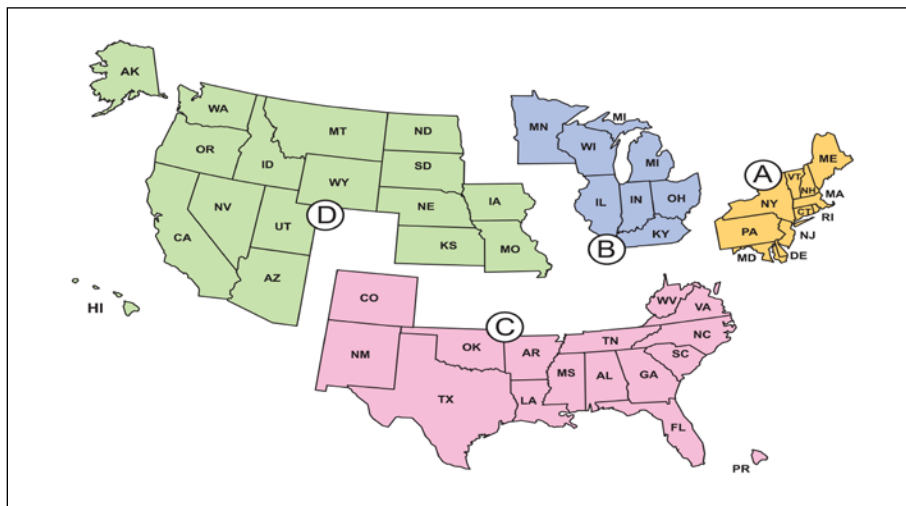 AK
WA
MT
ND
MN
MI
OR
ID
SD
WI
MI
ME
WY
A
VT
NH
MA
NV
NE
IA
IL
IN
OH
NY
CT
RI
UT
D
CA
KS
MO
B
KY
PA
NJ
MD
DE
AZ
HI
CO
WV
VA
C
NM
OK
AR
TN
NC
SC
MS
AL
GA
TX
LA
FL
PR